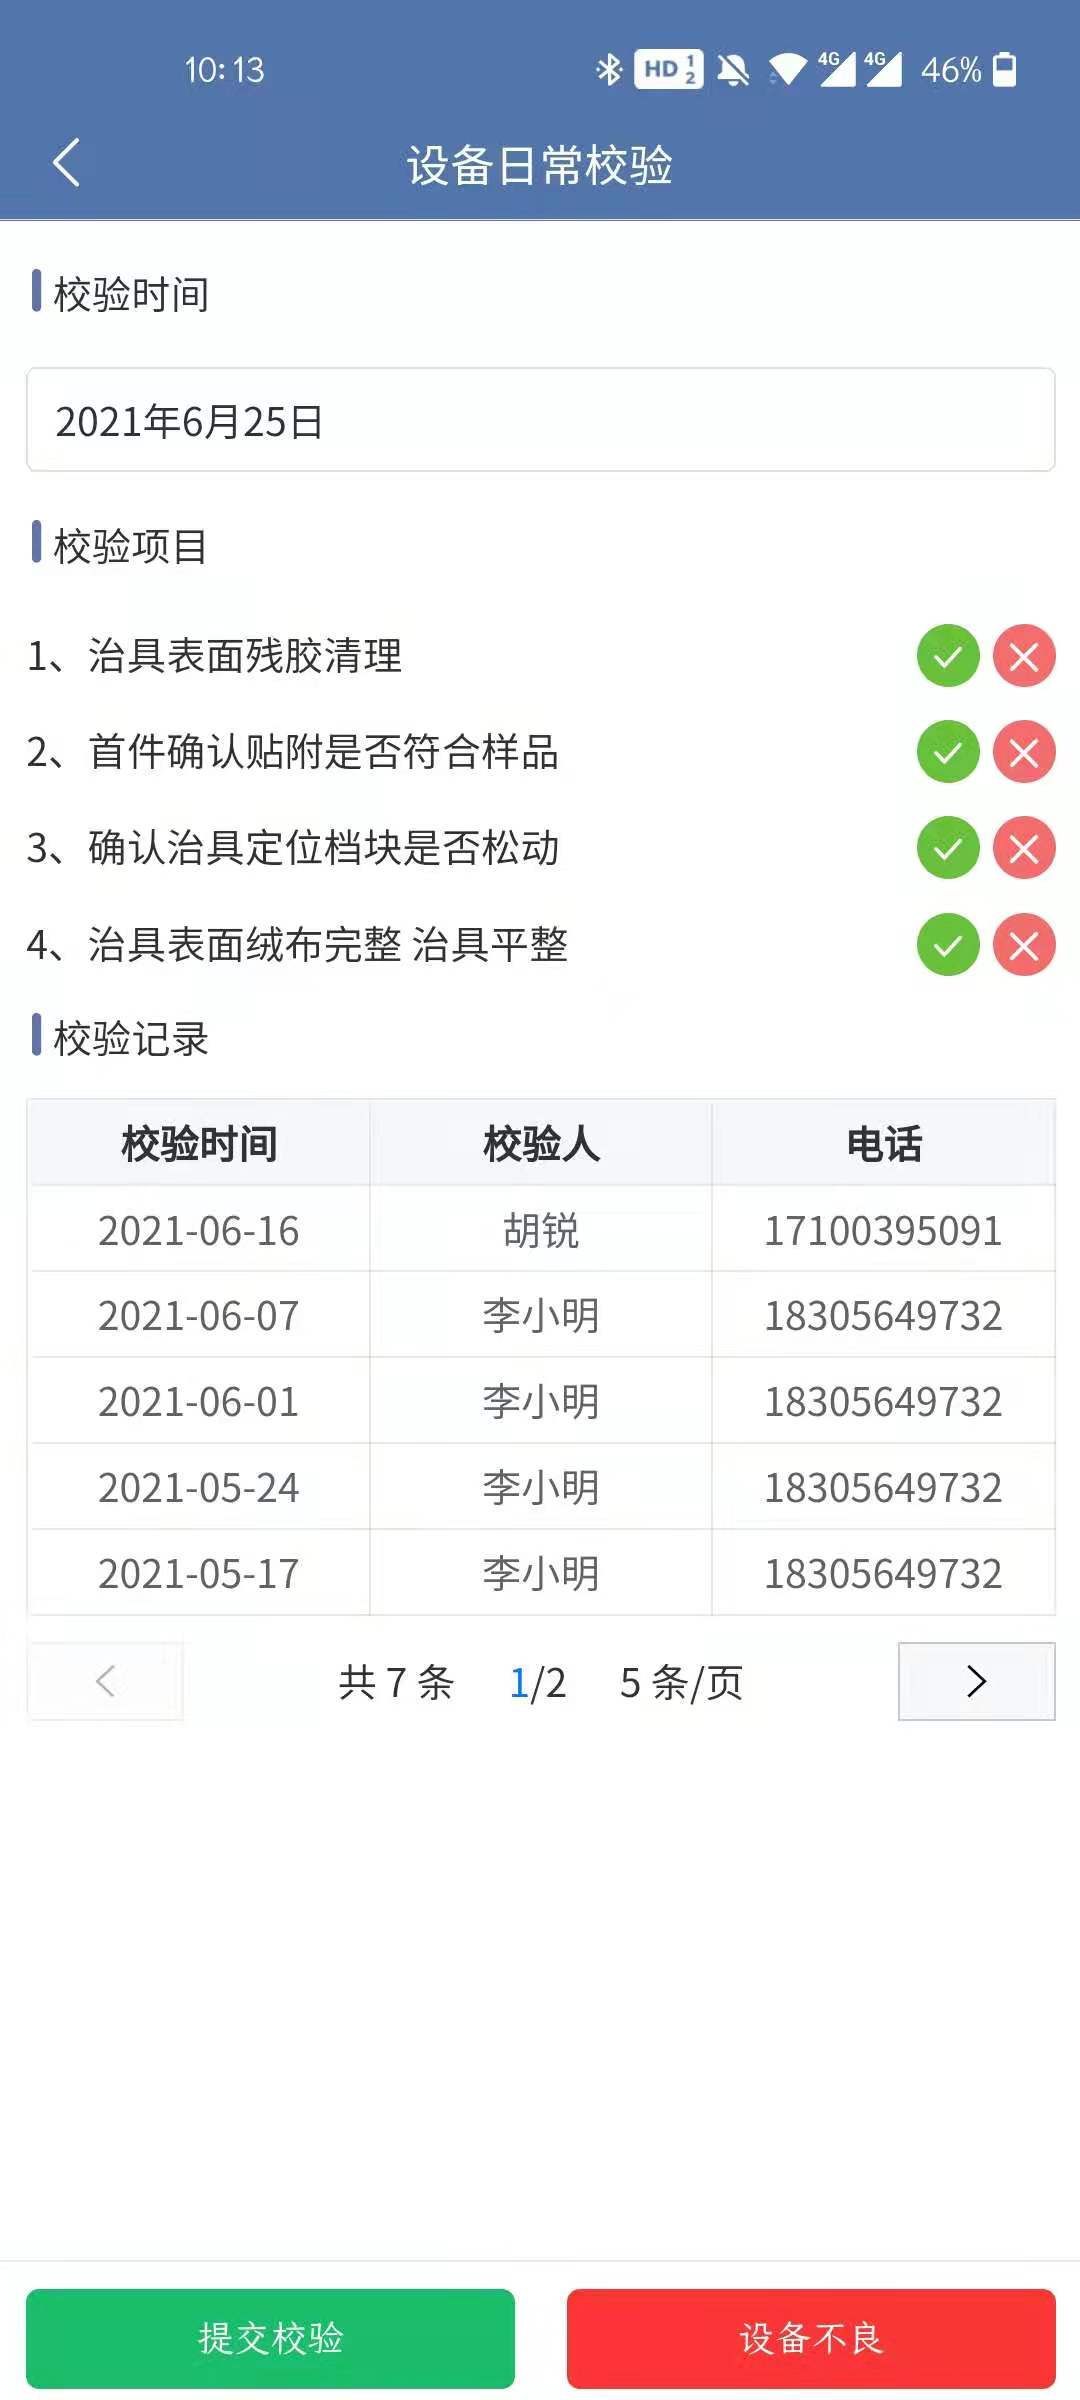 10:13 HD 1 2 4G 4G 46%
设备日常校验
校验时间
2021年6月25日
校验项目
1、治具表面残胶清理
2、首件确认贴附是否符合样品
3、确认治具定位档块是否松动
4、治具表面绒布完整 治具平整
校验记录
校验时间 校验人 电话
2021-06-16 胡锐 17100395091
2021-06-07 李小明 18305649732
2021-06-01 李小明 18305649732
2021-05-24 李小明 18305649732
2021-05-17 李小明 18305649732
共 7 条 1/2 5 条/页
提交校验 设备不良